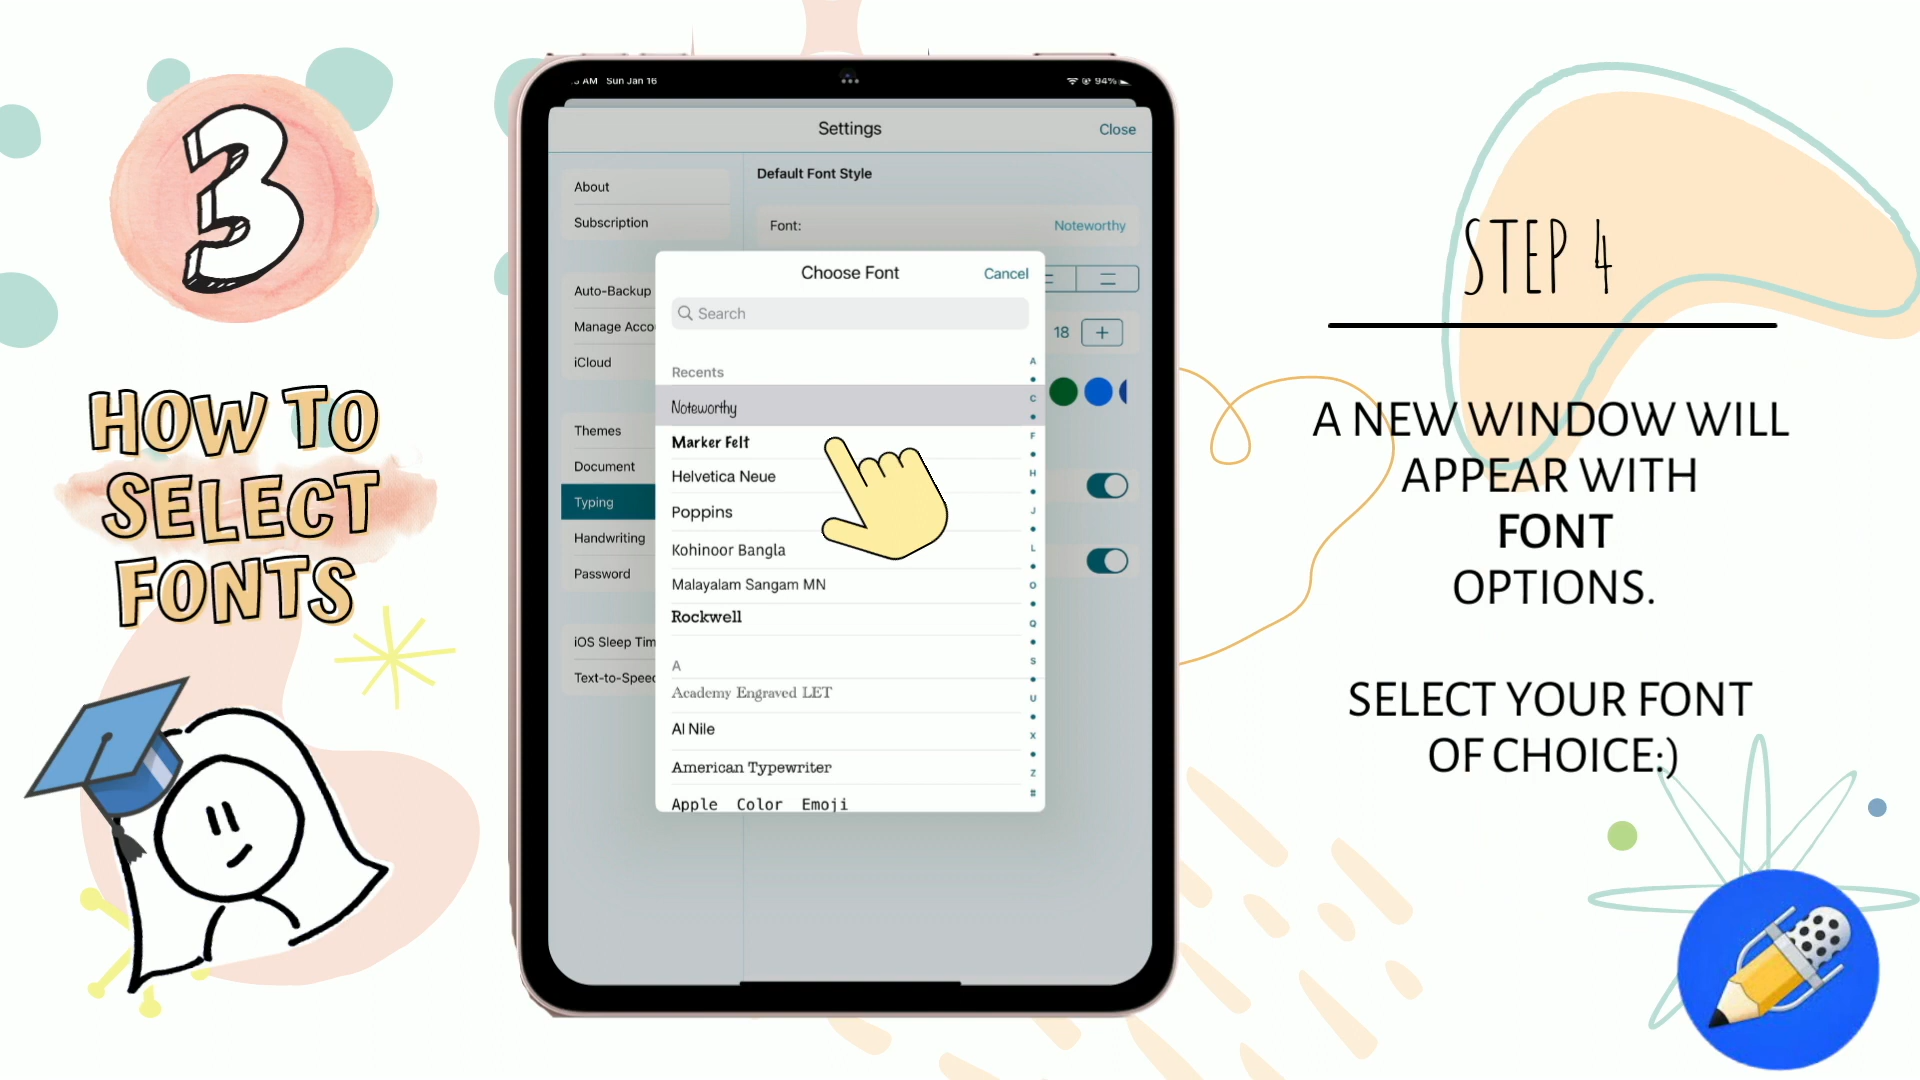 3
HOW TO
SELECT
FONTS
AM Sun Jan 16
94%
Settings
Close
About
Subscription
Auto-Backup
Manage Acco
iCloud
Themes
Document
Typing
Handwriting
Password
iOS Sleep Tim
Text-to-Speec
Default Font Style
Font:
Noteworthy
18
+
Choose Font
Cancel
Search
Recents
Noteworthy
Marker Felt
Helvetica Neue
Poppins
Kohinoor Bangla
Malayalam Sangam MN
Rockwell
A
Academy Engraved LET
Al Nile
American Typewriter
Apple Color Emoji
A
C
F
H
J
L
O
Q
S
U
X
Z
#
STEP 4
A NEW WINDOW WILL
APPEAR WITH
FONT
OPTIONS.
SELECT YOUR FONT
OF CHOICE:)